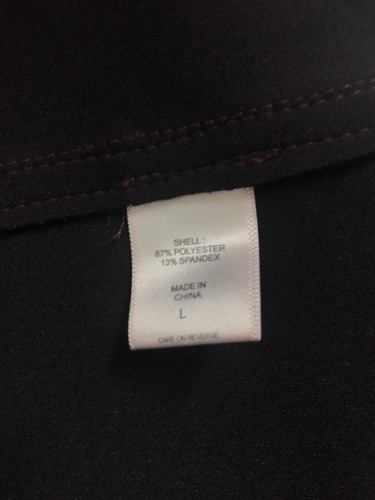 SHELL:
87% POLYESTER
13% SPANDEX
MADE IN
CHINA
L
CARE ON REVERSE